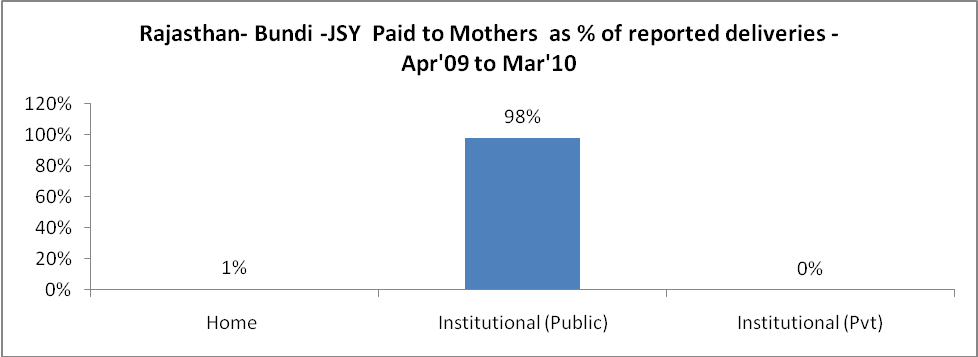 Rajasthan- Bundi -JSY Paid to Mothers as % of reported deliveries -
Apr'09 to Mar'10
120%
100%
80%
60%
40%
20%
0%
1%
98%
0%
Home
Institutional (Public)
Institutional (Pvt)